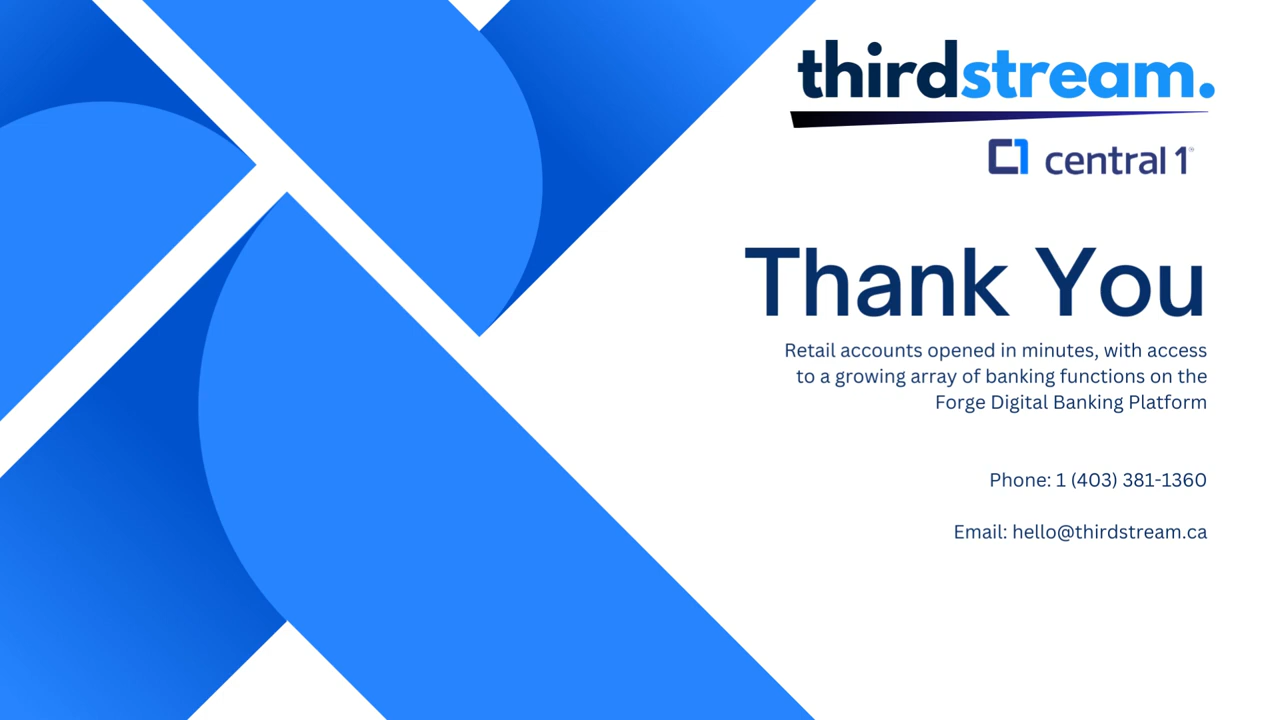 thirdstream.
central 1
Thank You
Retail accounts opened in minutes, with access
to a growing array of banking functions on the
Forge Digital Banking Platform
Phone: 1 (403) 381-1360
Email: hello@thirdstream.ca